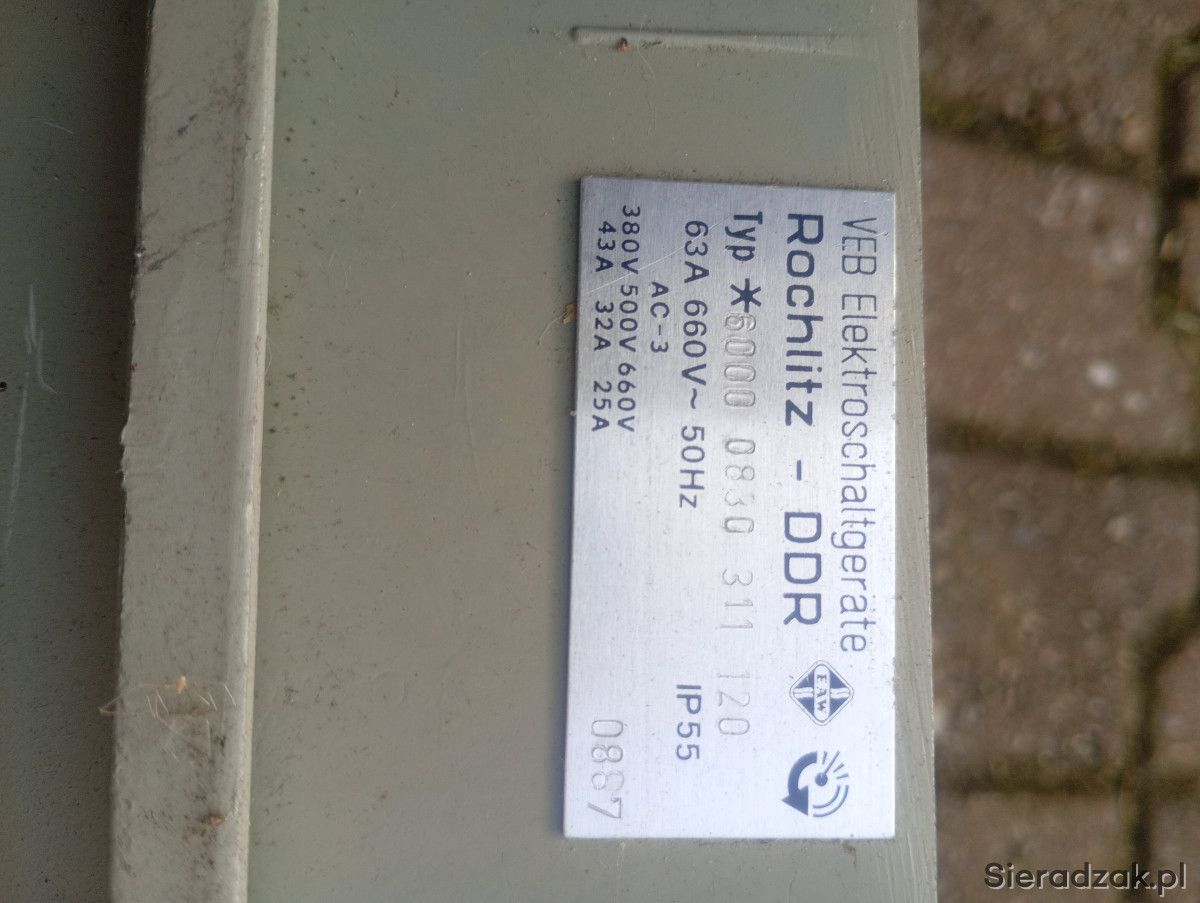 VEB Elektroschaltgeräte
Rochlitz - DDR
EAW
Typ * 6000 0830 311 120
63A 660V~ 50Hz IP55
AC-3
380V 500V 660V
43A 32A 25A
0887
Sieradzak.pl